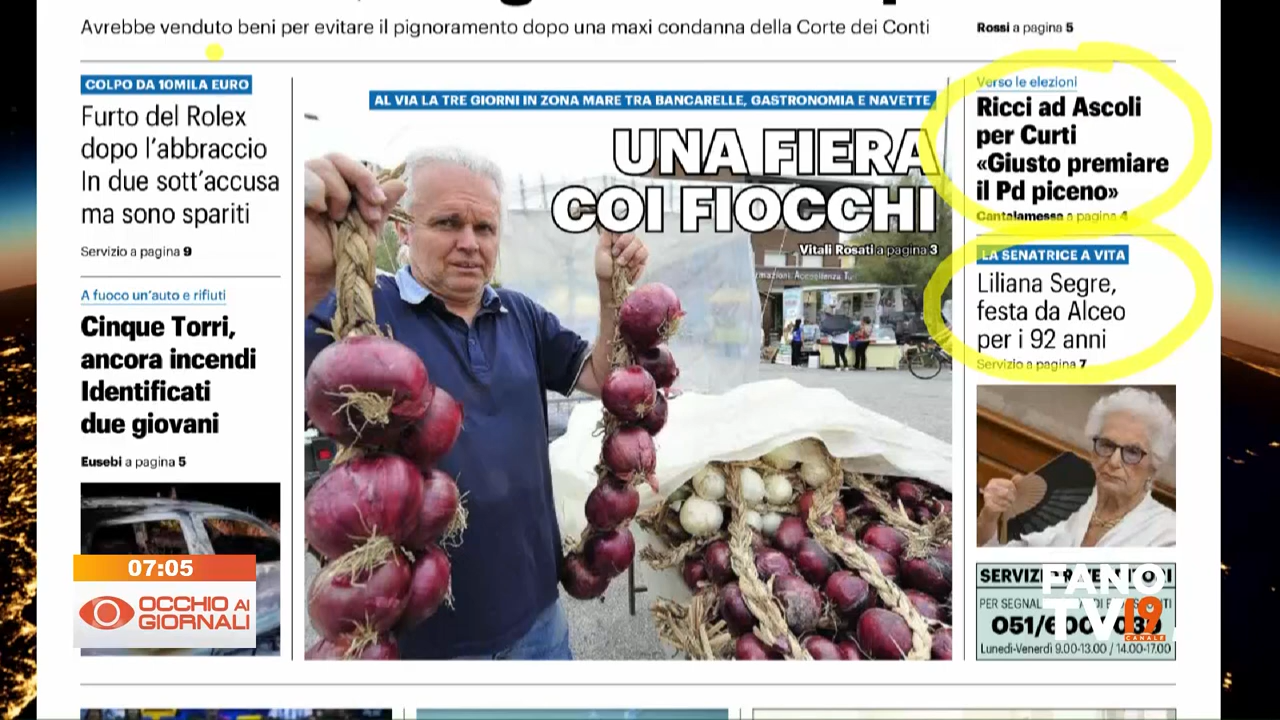 Avrebbe venduto beni per evitare il pignoramento dopo una maxi condanna della Corte dei Conti
Rossi a pagina 5
COLPO DA 10MILA EURO
Furto del Rolex
dopo l'abbraccio
In due sott'accusa
ma sono spariti
Servizio a pagina 9
A fuoco un'auto e rifiuti
Cinque Torri,
ancora incendi
Identificati
due giovani
Eusebi a pagina 5
AL VIA LA TRE GIORNI IN ZONA MARE TRA BANCARELLE, GASTRONOMIA E NAVETTE
UNA FIERA
COI FIOCCHI
Vitali Rosati a pagina 3
Verso le elezioni
Ricci ad Ascoli
per Curti
«Giusto premiare
il Pd piceno»
Cantalamessa a pagina 4
LA SENATRICE A VITA
Liliana Segre,
festa da Alceo
per i 92 anni
Servizio a pagina 7
PER SEGNAL
051/600
Lunedì-Venerdì 9.00-13.00 / 14.00-17.00
07:05
OCCHIO AI
GIORNALI
FANO
TV 19
CANALE